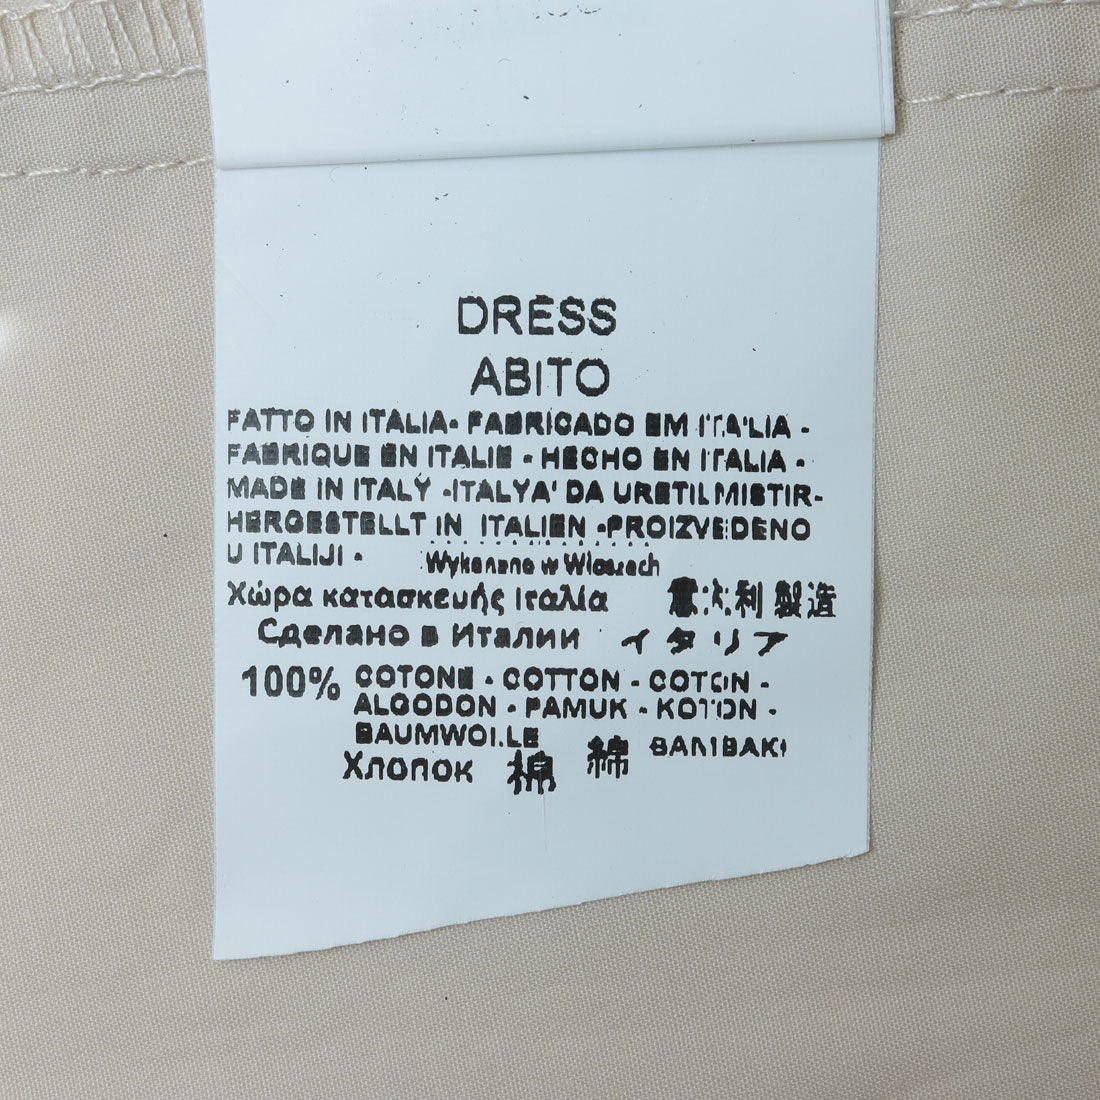 DRESS
ABITO
FATTO IN ITALIA- FABRICADO EM ITALIA -
FABRIQUE EN ITALIE - HECHO EN ITALIA -
MADE IN ITALY -ITALYA' DA URETILMISTIR-
HERGESTELLT IN ITALIEN -PROIZVEDENO
U ITALIJI -
Wykonano w Wloszech
Χώρα κατασκευής Ιταλία 意大利製造
Сделано в Италии イタリア
100% COTONE - COTTON - COTON -
ALGODON - PAMUK - KOTON -
BAUMWOLLE
BAMBAKI
Хлопок 棉 綿